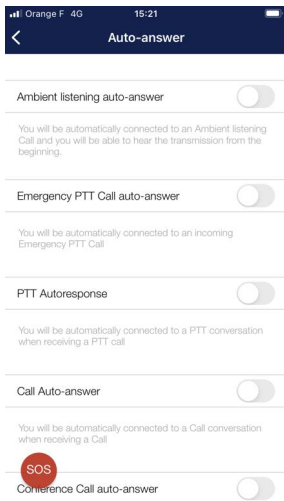 Orange F 4G 15:21
Auto-answer
Ambient listening auto-answer
You will be automatically connected to an Ambient listening
Call and you will be able to hear the transmission from the
beginning.
Emergency PTT Call auto-answer
You will be automatically connected to an incoming
Emergency PTT Call
PTT Autoresponse
You will be automatically connected to a PTT conversation
when receiving a PTT call
Call Auto-answer
You will be automatically connected to a Call conversation
when receiving a Call
SOS
Conference Call auto-answer